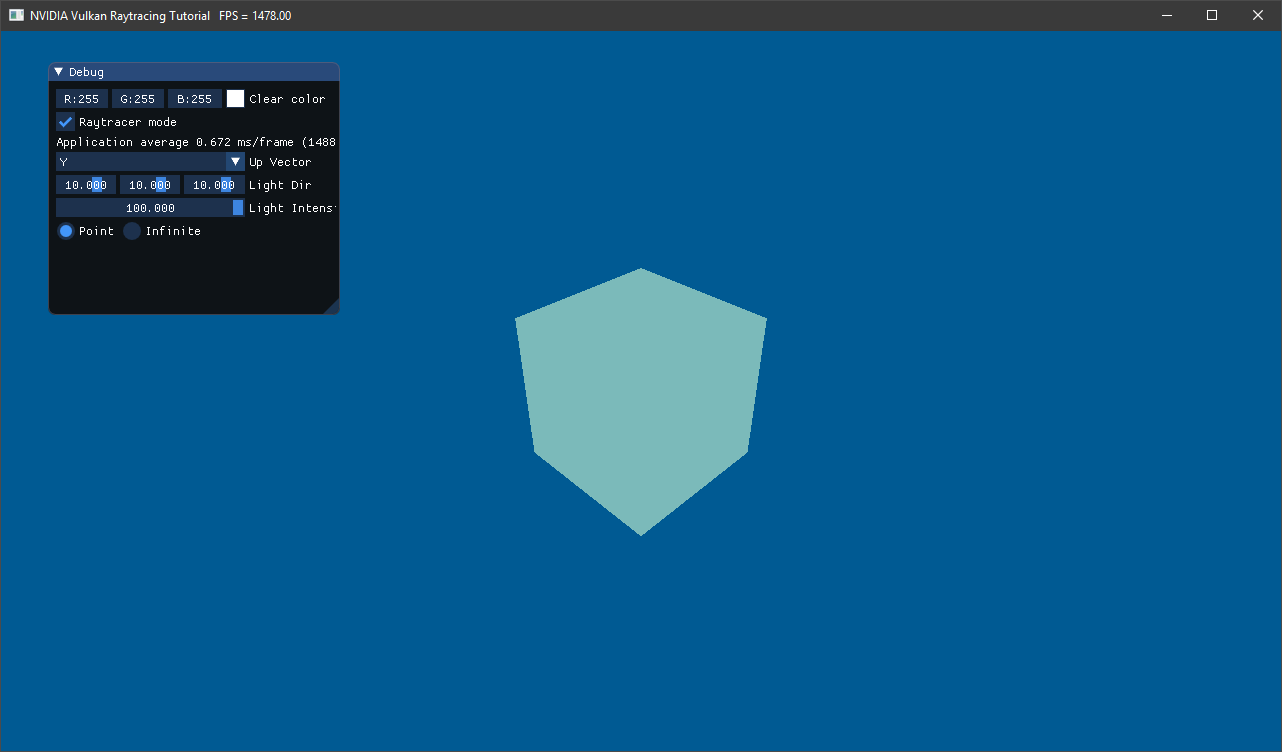 NVIDIA Vulkan Raytracing Tutorial FPS = 1478.00
Debug
R:255 G:255 B:255 Clear color
Raytracer mode
Application average 0.672 ms/frame (1488
Y Up Vector
10.000 10.000 10.000 Light Dir
100.000 Light Intens
Point Infinite